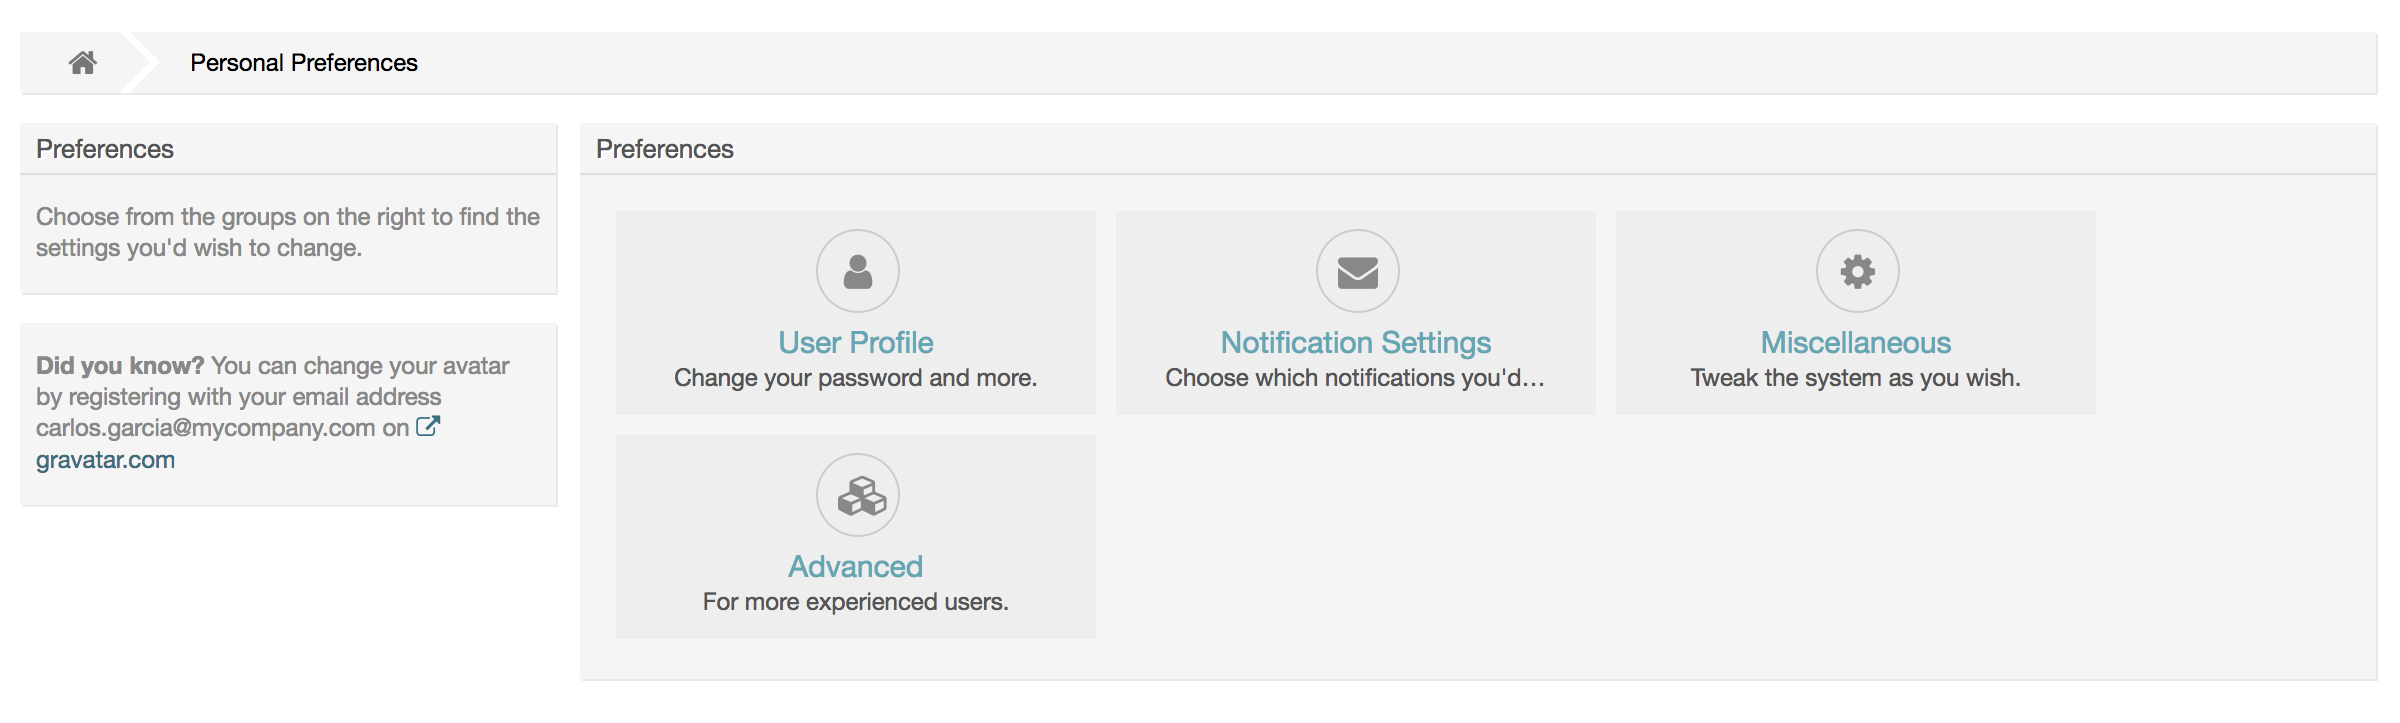 Personal Preferences
Preferences
Choose from the groups on the right to find the
settings you'd wish to change.
Did you know? You can change your avatar
by registering with your email address
carlos.garcia@mycompany.com on
gravatar.com
Preferences
User Profile
Change your password and more.
Notification Settings
Choose which notifications you'd…
Miscellaneous
Tweak the system as you wish.
Advanced
For more experienced users.